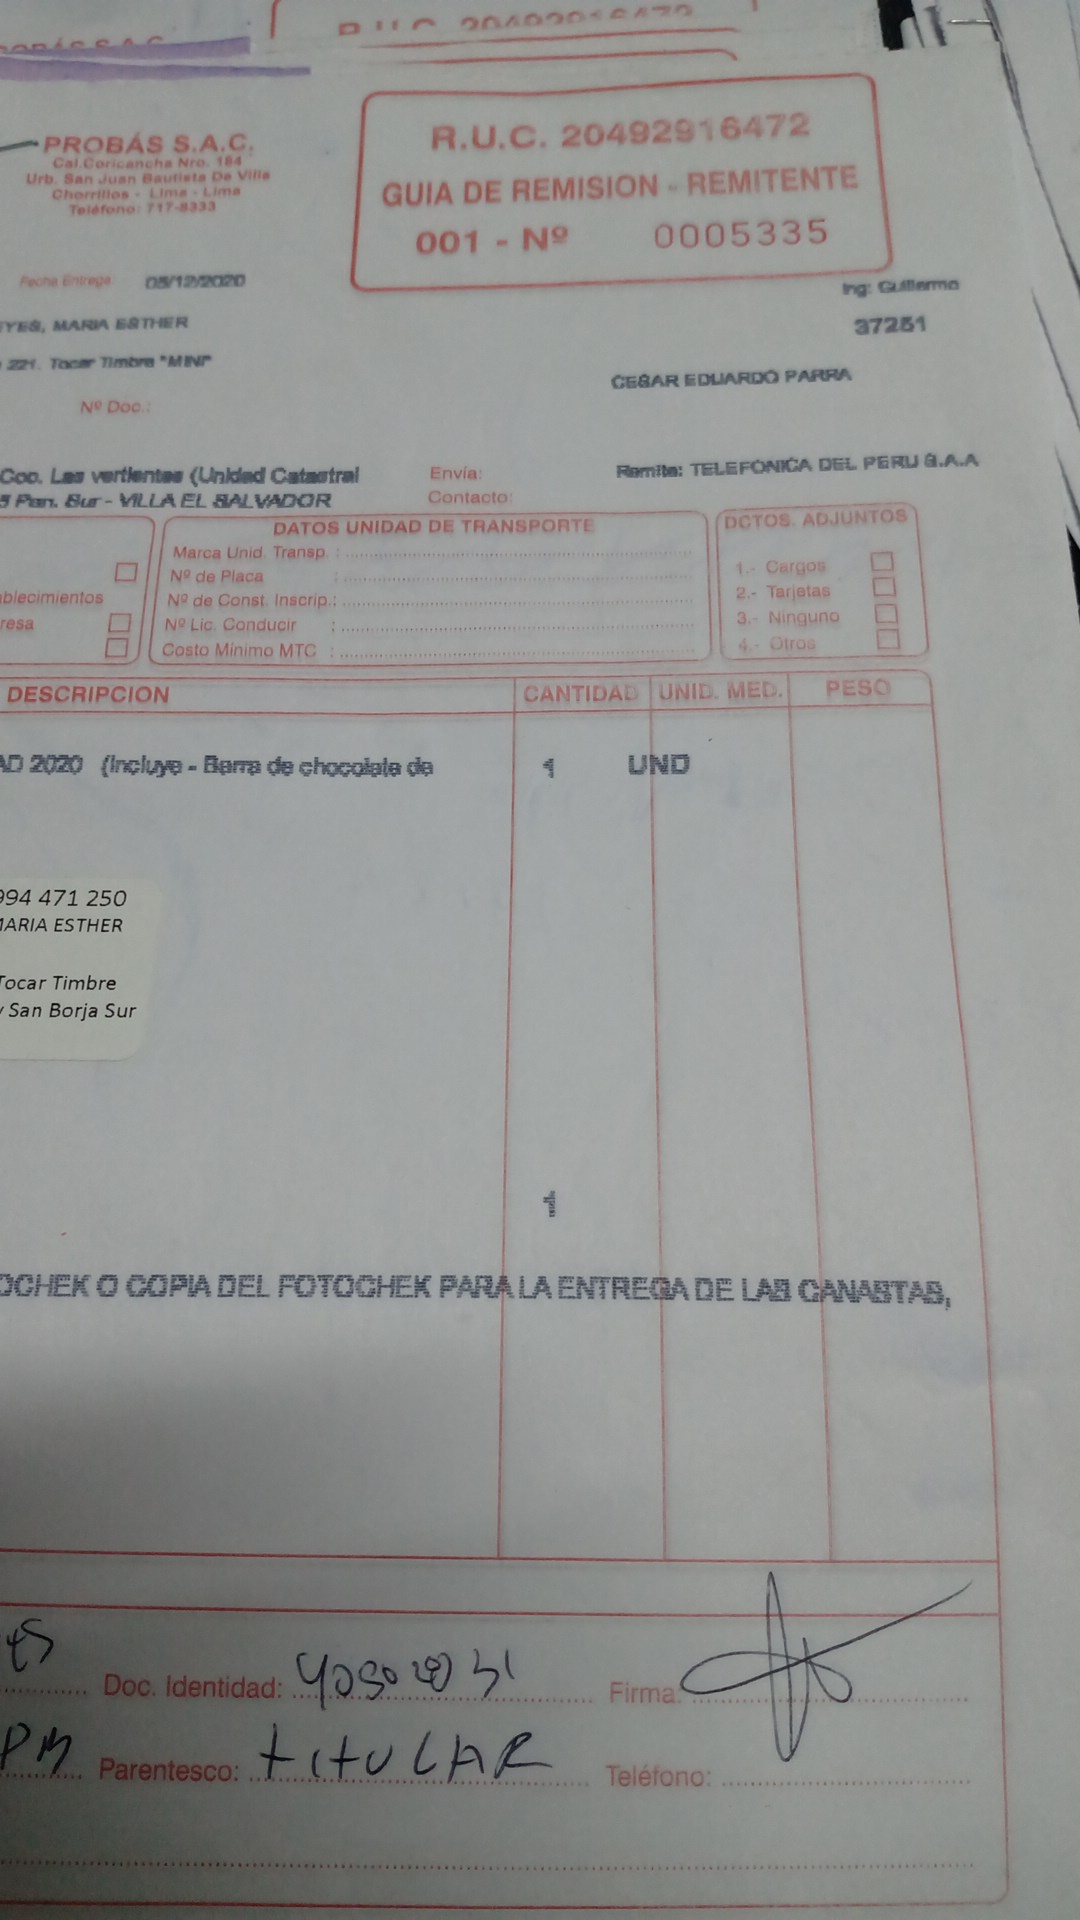 PROBÁS S.A.C.
Cal.Coricancha Nro. 184
Urb. San Juan Bautista De Villa
Chorrillos - Lima - Lima
Teléfono: 717-8333
R.U.C. 20492916472
GUIA DE REMISION - REMITENTE
001 - Nº 0005335
Fecha Entrega 05/12/2020
Ing: Guillermo
YES, MARIA ESTHER
37251
221. Tocar Timbre "MINI"
CESAR EDUARDO PARRA
Nº Doc.:
Coo. Las vertientes (Unidad Catastral
Envía:
Remite: TELEFÓNICA DEL PERU S.A.A
5 Pan. Sur - VILLA EL SALVADOR
Contacto:
DATOS UNIDAD DE TRANSPORTE
DCTOS. ADJUNTOS
Marca Unid. Transp. :
1.- Cargos
Nº de Placa :
2.- Tarjetas
blecimientos
Nº de Const. Inscrip.:
3.- Ninguno
resa
Nº Lic. Conducir :
4.- Otros
Costo Mínimo MTC :
DESCRIPCION CANTIDAD UNID. MED. PESO
AD 2020 (Incluye - Barra de chocolate de 1 UND
994 471 250
MARIA ESTHER
Tocar Timbre
San Borja Sur
1
OCHEK O COPIA DEL FOTOCHEK PARA LA ENTREGA DE LAS CANASTAS,
Doc. Identidad:
Firma:
PM Parentesco: TITULAR Teléfono: